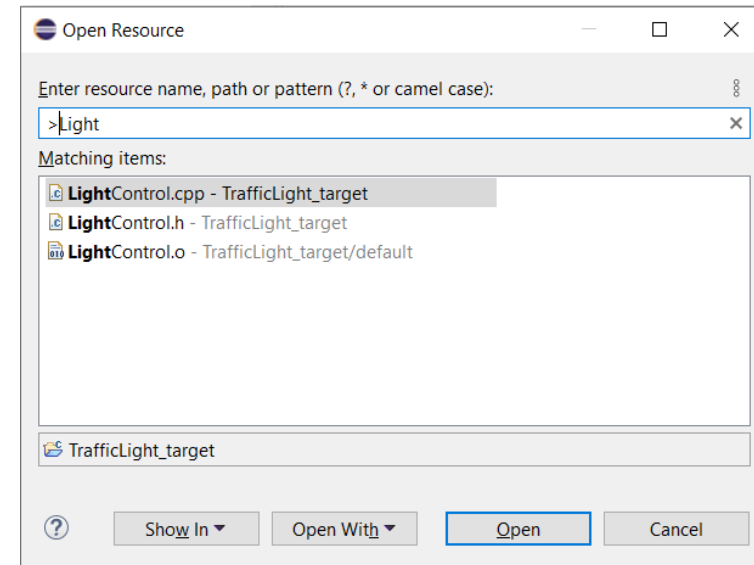 Open Resource
Enter resource name, path or pattern (?, * or camel case):
>Light
Matching items:
LightControl.cpp - TrafficLight_target
LightControl.h - TrafficLight_target
LightControl.o - TrafficLight_target/default
TrafficLight_target
Show In
Open With
Open
Cancel